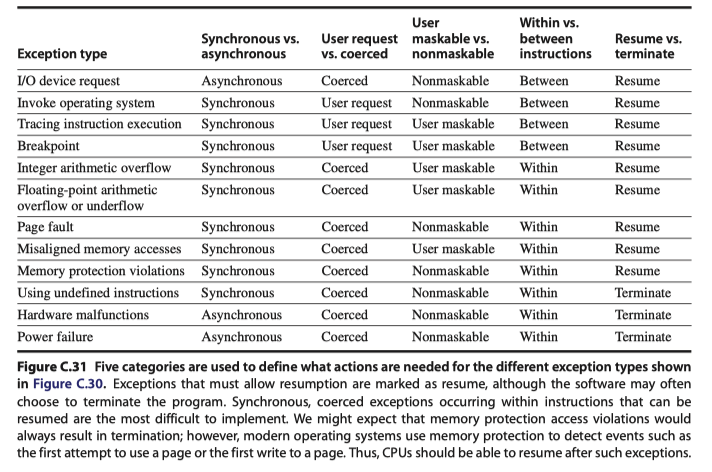 Exception type Synchronous vs. asynchronous User request vs. coerced User maskable vs. nonmaskable Within vs. between instructions Resume vs. terminate
I/O device request Asynchronous Coerced Nonmaskable Between Resume
Invoke operating system Synchronous User request Nonmaskable Between Resume
Tracing instruction execution Synchronous User request User maskable Between Resume
Breakpoint Synchronous User request User maskable Between Resume
Integer arithmetic overflow Synchronous Coerced User maskable Within Resume
Floating-point arithmetic overflow or underflow Synchronous Coerced User maskable Within Resume
Page fault Synchronous Coerced Nonmaskable Within Resume
Misaligned memory accesses Synchronous Coerced User maskable Within Resume
Memory protection violations Synchronous Coerced Nonmaskable Within Resume
Using undefined instructions Synchronous Coerced Nonmaskable Within Terminate
Hardware malfunctions Asynchronous Coerced Nonmaskable Within Terminate
Power failure Asynchronous Coerced Nonmaskable Within Terminate
Figure C.31 Five categories are used to define what actions are needed for the different exception types shown
in Figure C.30. Exceptions that must allow resumption are marked as resume, although the software may often
choose to terminate the program. Synchronous, coerced exceptions occurring within instructions that can be
resumed are the most difficult to implement. We might expect that memory protection access violations would
always result in termination; however, modern operating systems use memory protection to detect events such as
the first attempt to use a page or the first write to a page. Thus, CPUs should be able to resume after such exceptions.